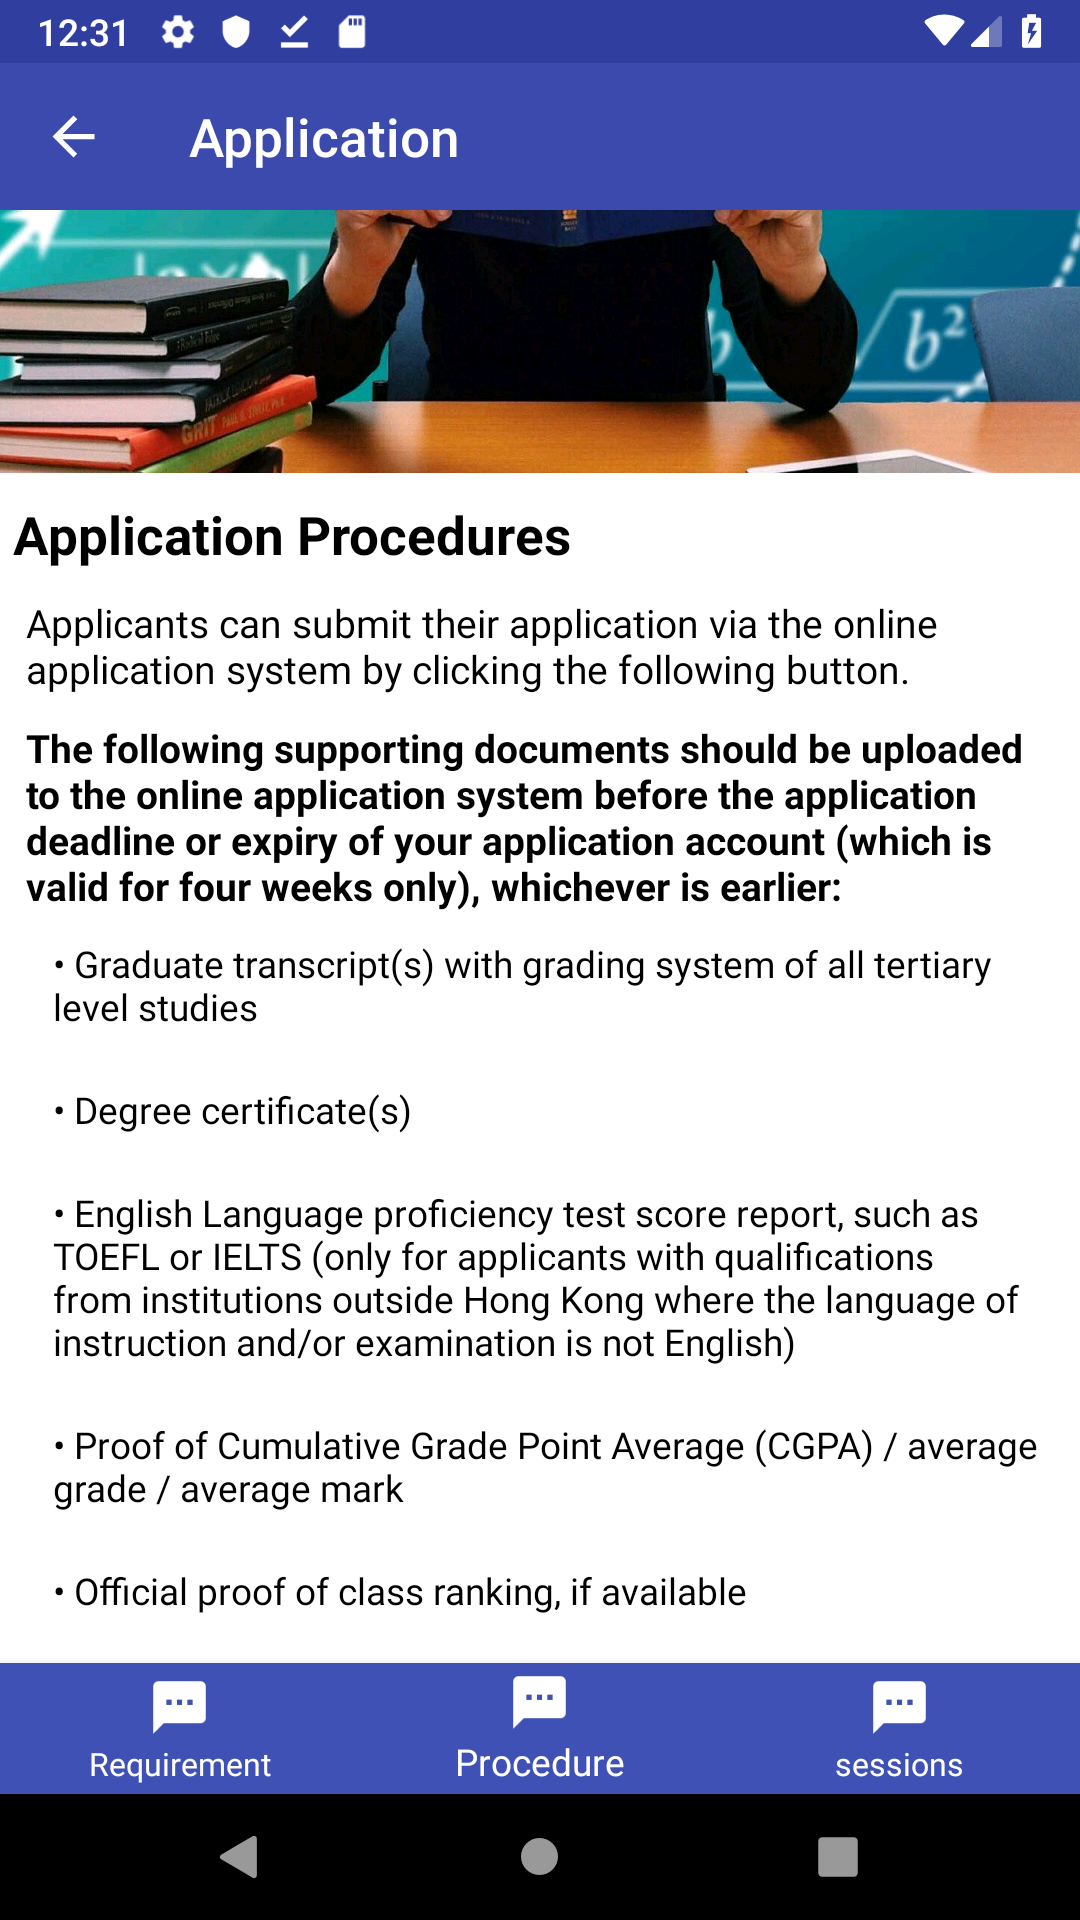 12:31
Application
b²
GRIT
Application Procedures
Applicants can submit their application via the online
application system by clicking the following button.
The following supporting documents should be uploaded
to the online application system before the application
deadline or expiry of your application account (which is
valid for four weeks only), whichever is earlier:
• Graduate transcript(s) with grading system of all tertiary
level studies
• Degree certificate(s)
• English Language proficiency test score report, such as
TOEFL or IELTS (only for applicants with qualifications
from institutions outside Hong Kong where the language of
instruction and/or examination is not English)
• Proof of Cumulative Grade Point Average (CGPA) / average
grade / average mark
• Official proof of class ranking, if available
Requirement
Procedure
sessions